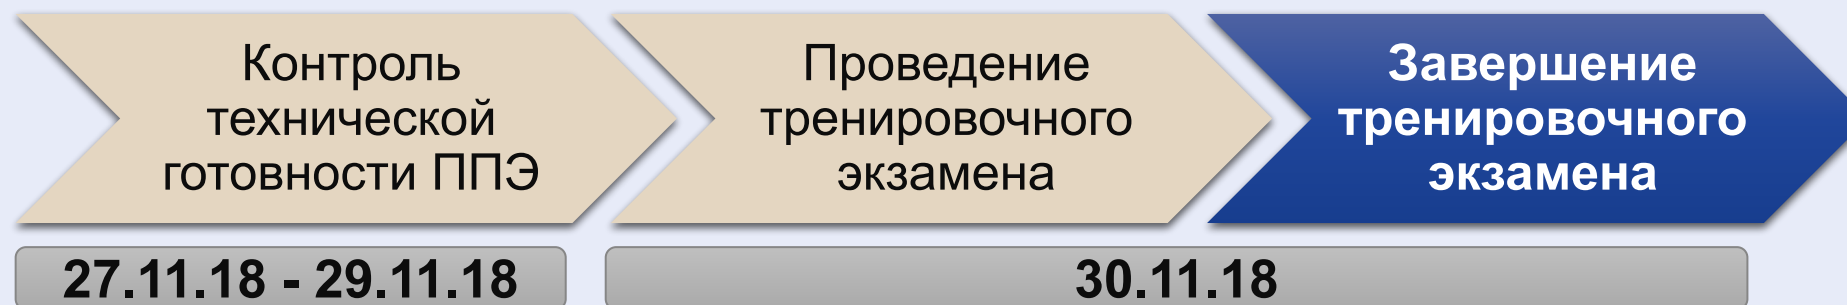 Контроль
технической
готовности ППЭ
Проведение
тренировочного
экзамена
Завершение
тренировочного
экзамена
27.11.18 - 29.11.18
30.11.18